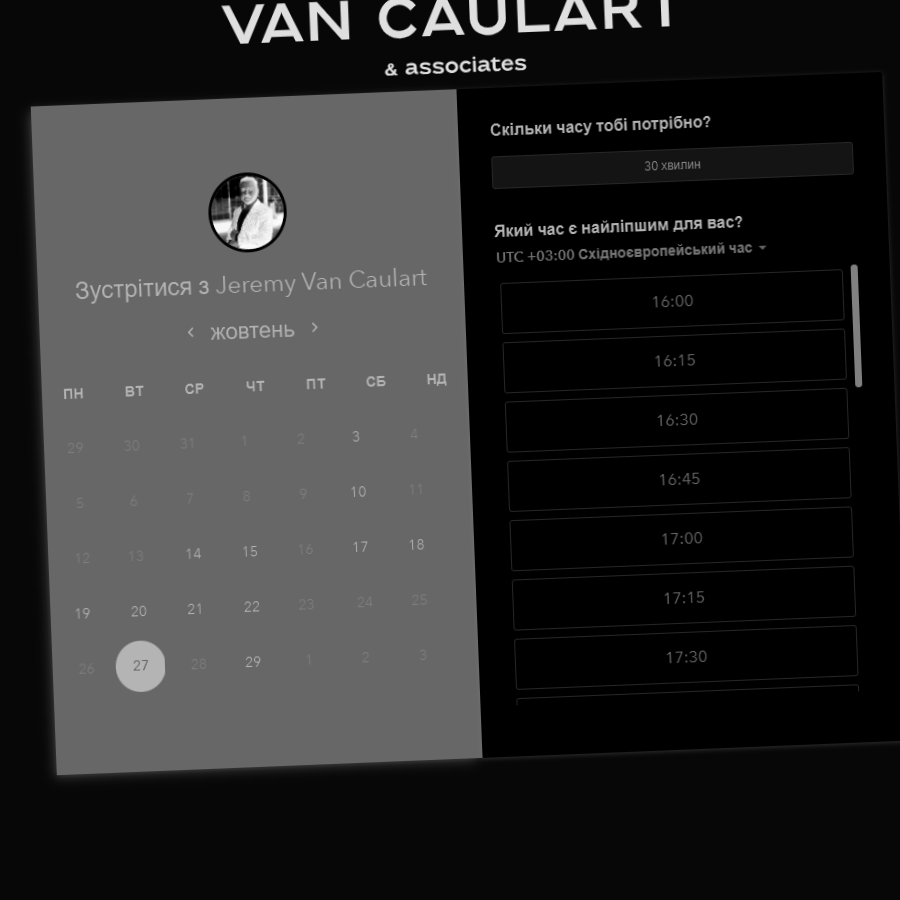 VAN CAULART
& associates
Зустрітися з Jeremy Van Caulart
жовтень
ПН ВТ СР ЧТ ПТ СБ НД
29 30 31 1 2 3 4
5 6 7 8 9 10 11
12 13 14 15 16 17 18
19 20 21 22 23 24 25
26 27 28 29 1 2 3
Скільки часу тобі потрібно?
30 хвилин
Який час є найліпшим для вас?
UTC +03:00 Східноєвропейський час
16:00
16:15
16:30
16:45
17:00
17:15
17:30